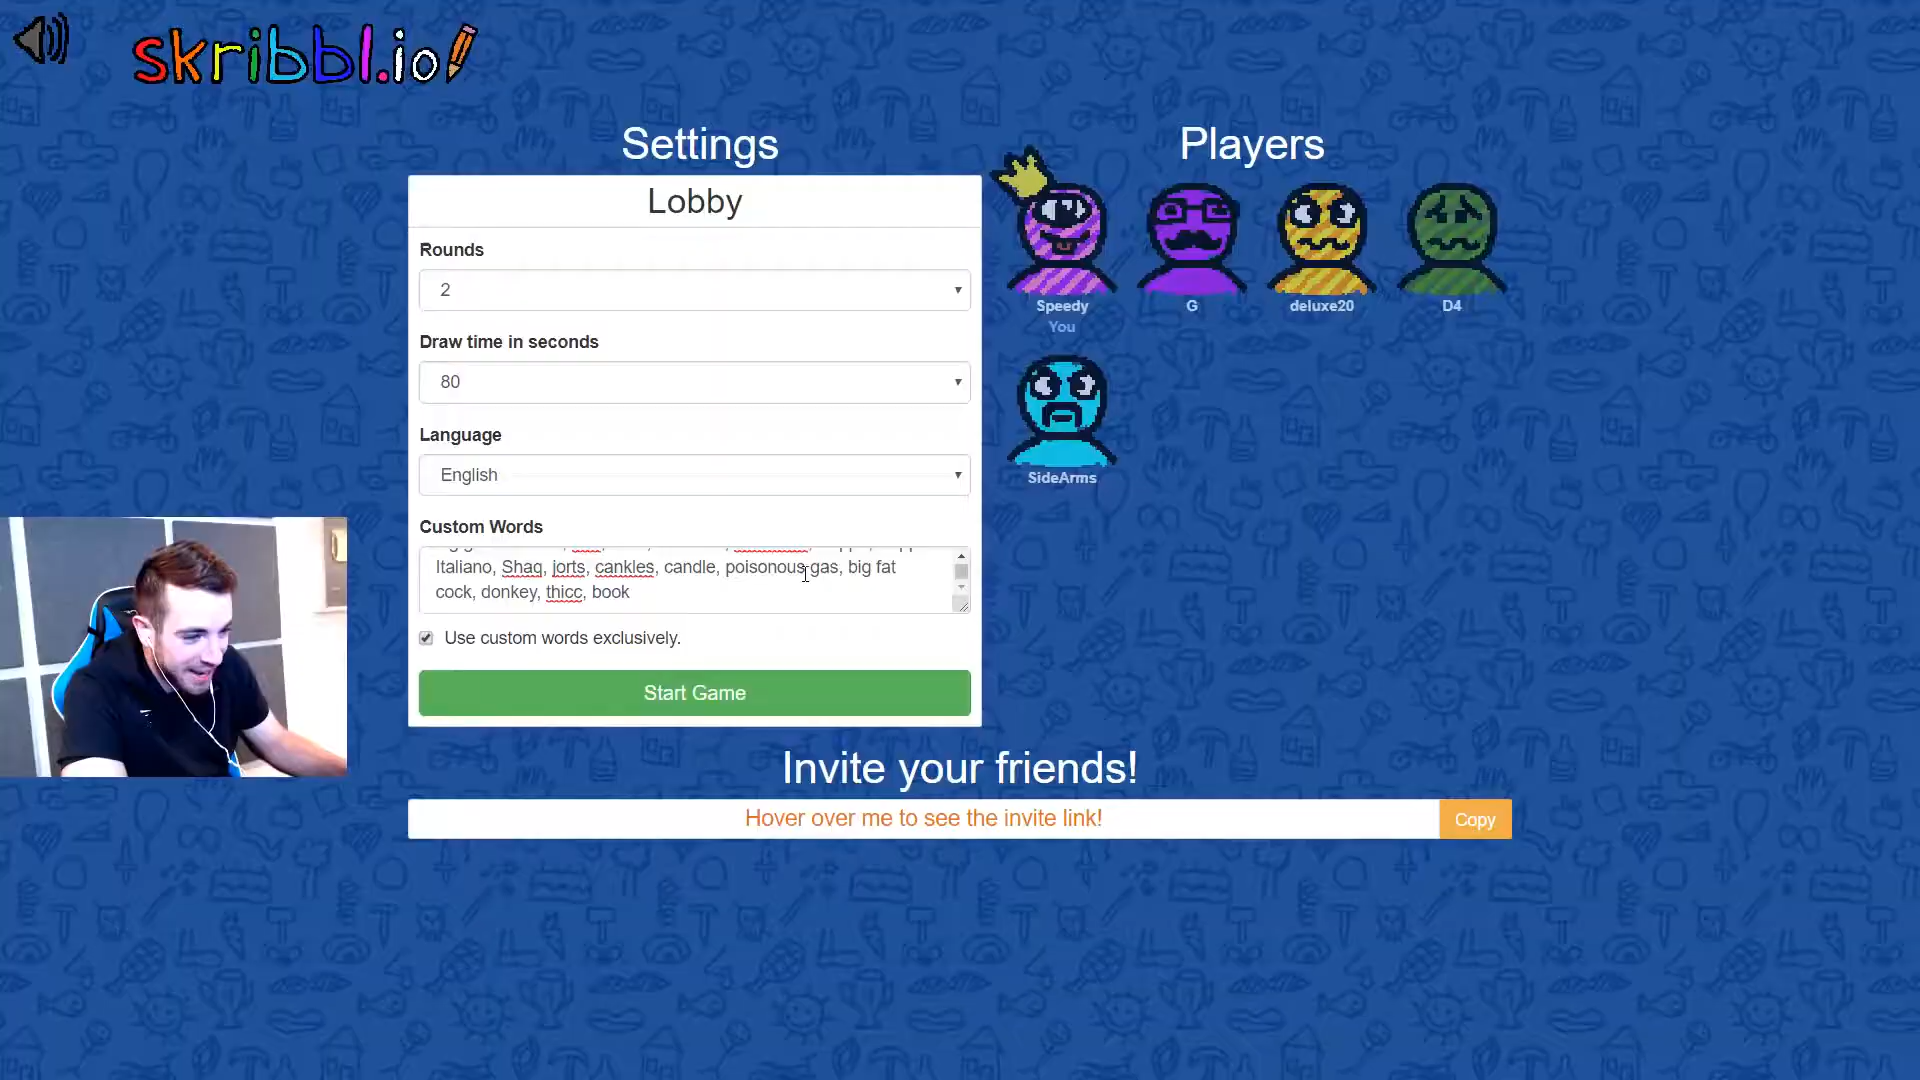 skribbl.io
Settings
Players
Lobby
Rounds
2
Draw time in seconds
80
Language
English
Custom Words
Italiano, Shaq, jorts, cankles, candle, poisonous gas, big fat
cock, donkey, thicc, book
Use custom words exclusively.
Start Game
Speedy
You
G
deluxe20
D4
SideArms
Invite your friends!
Hover over me to see the invite link!
Copy